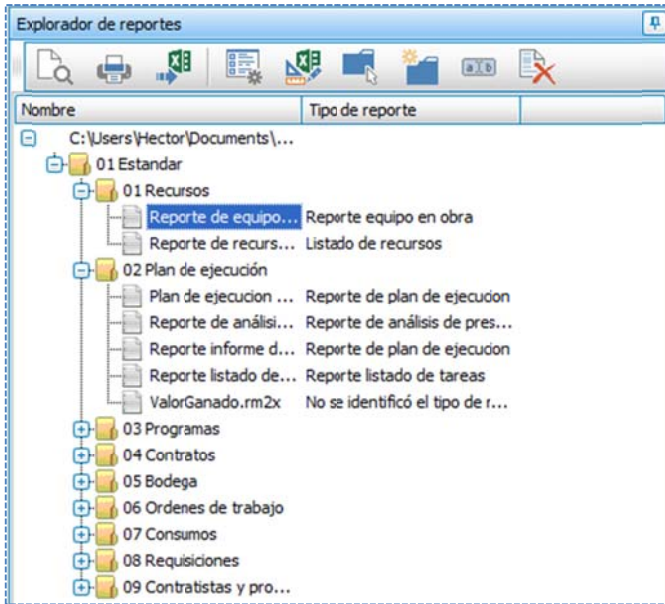 Explorador de reportes
a b
Nombre Tipo de reporte
C:\Users\Hector\Documents\...
01 Estandar
01 Recursos
Reporte de equipo... Reporte equipo en obra
Reporte de recurs... Listado de recursos
02 Plan de ejecución
Plan de ejecucion ... Reporte de plan de ejecucion
Reporte de análisi... Reporte de análisis de pres...
Reporte informe d... Reporte de plan de ejecucion
Reporte listado de... Reporte listado de tareas
ValorGanado.rm2x No se identificó el tipo de r...
03 Programas
04 Contratos
05 Bodega
06 Ordenes de trabajo
07 Consumos
08 Requisiciones
09 Contratistas y pro...